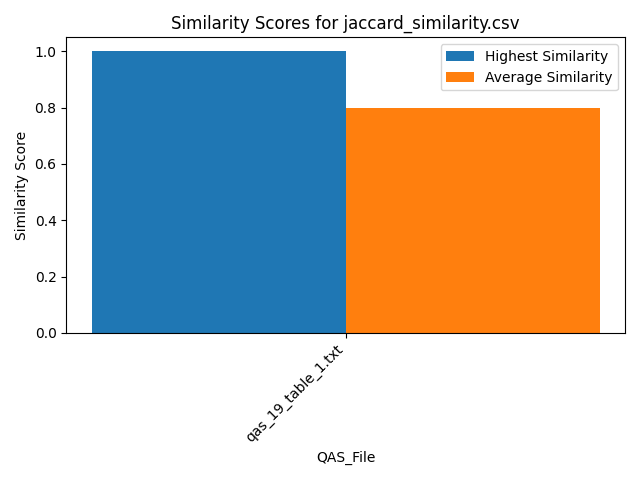 Similarity Scores for jaccard_similarity.csv
Highest Similarity
Average Similarity
Similarity Score
1.0
0.8
0.6
0.4
0.2
0.0
qas_19_table_1.txt
QAS_File